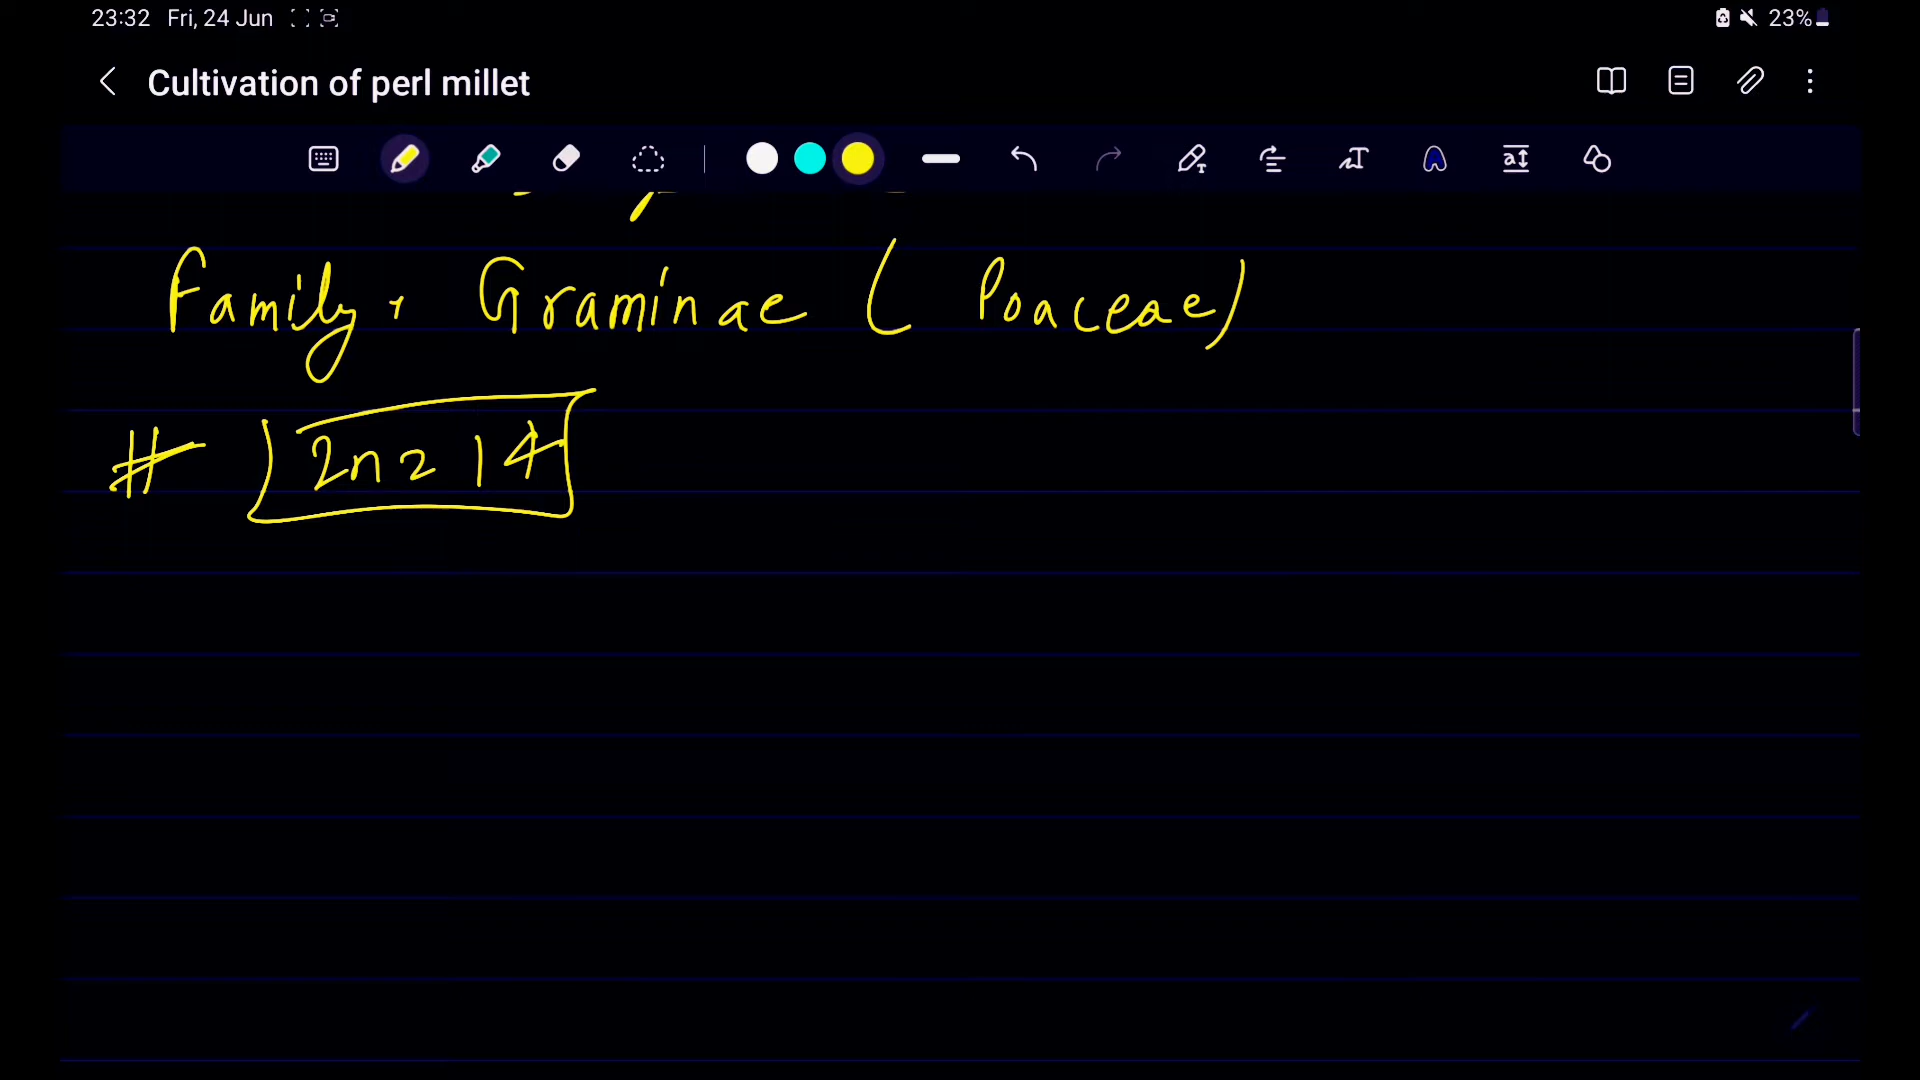 23:32 Fri, 24 Jun 23%
Cultivation of perl millet
Family. Graminae ( Poaceae)
# 2n = 14